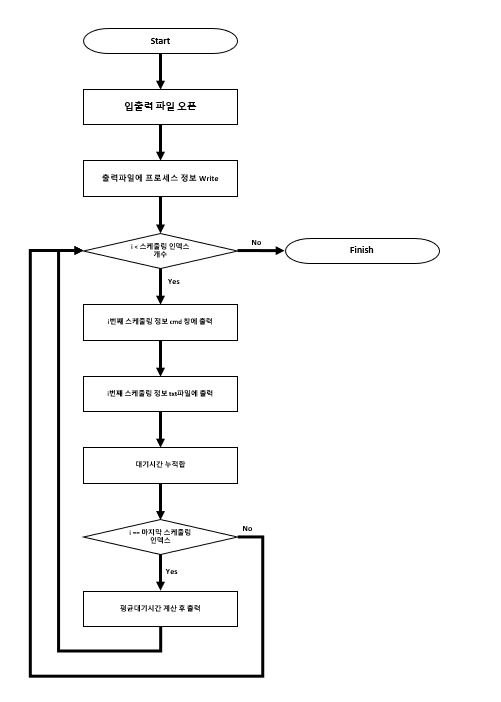 Start
입출력 파일 오픈
출력파일에 프로세스 정보 Write
i < 스케줄링 인덱스
개수
No
Finish
Yes
i번째 스케줄링 정보 cmd 창에 출력
i번째 스케줄링 정보 txt파일에 출력
대기시간 누적합
i == 마지막 스케줄링
인덱스
No
Yes
평균대기시간 계산 후 출력